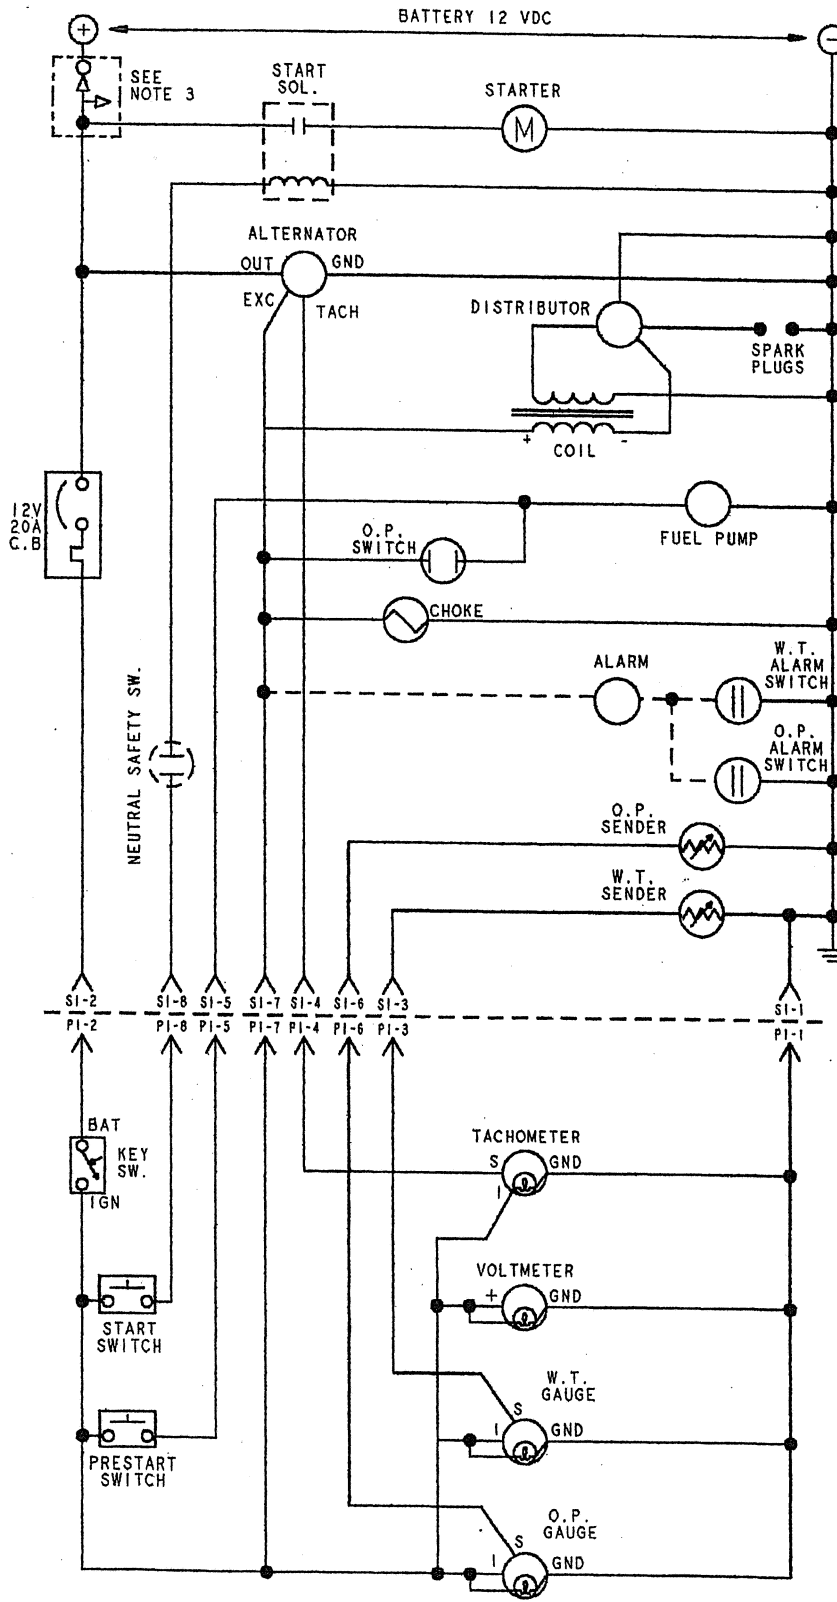 BATTERY 12 VDC
+
-
SEE
NOTE 3
START
SOL.
STARTER
M
ALTERNATOR
OUT
GND
EXC
TACH
DISTRIBUTOR
SPARK
PLUGS
+
-
COIL
12V
20A
C.B
O.P.
SWITCH
FUEL PUMP
CHOKE
NEUTRAL SAFETY SW.
ALARM
W.T.
ALARM
SWITCH
O.P.
ALARM
SWITCH
O.P.
SENDER
W.T.
SENDER
S1-2 S1-8 S1-5 S1-7 S1-4 S1-6 S1-3 S1-1
P1-2 P1-8 P1-5 P1-7 P1-4 P1-6 P1-3 P1-1
BAT
KEY
SW.
IGN
TACHOMETER
S GND
I
START
SWITCH
VOLTMETER
+ GND
PRESTART
SWITCH
W.T.
GAUGE
S
I GND
O.P.
GAUGE
S
I GND